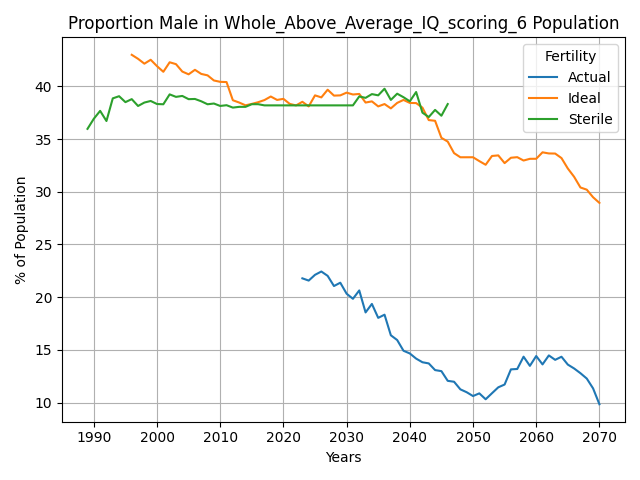 Proportion Male in Whole_Above_Average_IQ_scoring_6 Population
Fertility
Actual
Ideal
Sterile
% of Population
40
35
30
25
20
15
10
1990 2000 2010 2020 2030 2040 2050 2060 2070
Years